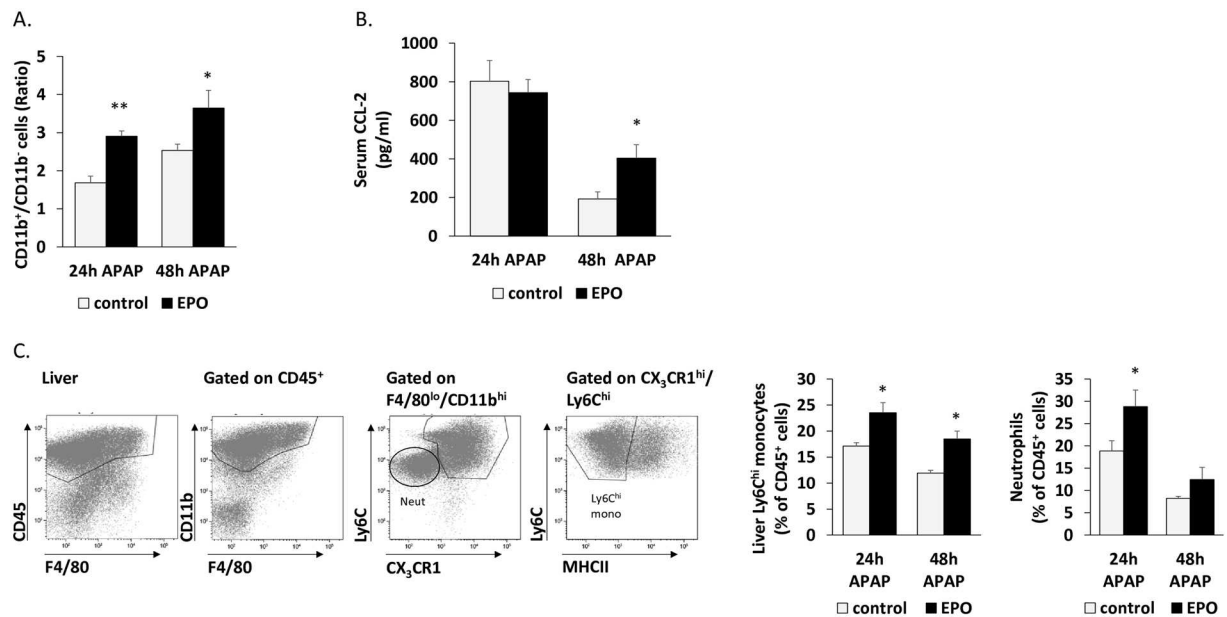 A.
CD11b⁺/CD11b⁻ cells (Ratio)
5
4
3
2
1
0
**
*
24h APAP 48h APAP
control EPO
B.
Serum CCL-2
(pg/ml)
1000
800
600
400
200
0
*
24h APAP 48h APAP
control EPO
C.
Liver
CD45
F4/80
Gated on CD45⁺
CD11b
F4/80
Gated on
F4/80ˡᵒ/CD11bʰⁱ
Ly6C
Neut
CX₃CR1
Gated on CX₃CR1ʰⁱ/
Ly6Cʰⁱ
Ly6C
Ly6Cʰⁱ
mono
MHCII
Liver Ly6Cʰⁱ monocytes
(% of CD45⁺ cells)
30
25
20
15
10
5
0
*
*
24h 48h
APAP APAP
control EPO
Neutrophils
(% of CD45⁺ cells)
35
30
25
20
15
10
5
0
*
24h 48h
APAP APAP
control EPO